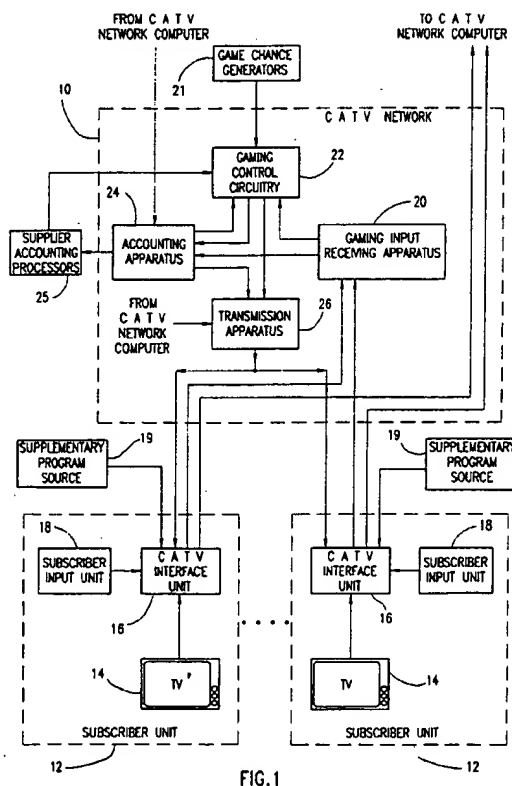 FROM C A T V
NETWORK COMPUTER
TO C A T V
NETWORK COMPUTER
GAME CHANCE
GENERATORS
21
10
C A T V NETWORK
GAMING
CONTROL
CIRCUITRY
22
24
20
SUPPLIER
ACCOUNTING
PROCESSORS
25
ACCOUNTING
APPARATUS
GAMING INPUT
RECEIVING APPARATUS
FROM
C A T V
NETWORK
COMPUTER
TRANSMISSION
APPARATUS
26
19
SUPPLEMENTARY
PROGRAM
SOURCE
19
SUPPLEMENTARY
PROGRAM
SOURCE
18
SUBSCRIBER
INPUT UNIT
C A T V
INTERFACE
UNIT
16
14
TV
SUBSCRIBER UNIT
12
C A T V
INTERFACE
UNIT
16
18
SUBSCRIBER
INPUT UNIT
TV
14
SUBSCRIBER UNIT
12
FIG.1